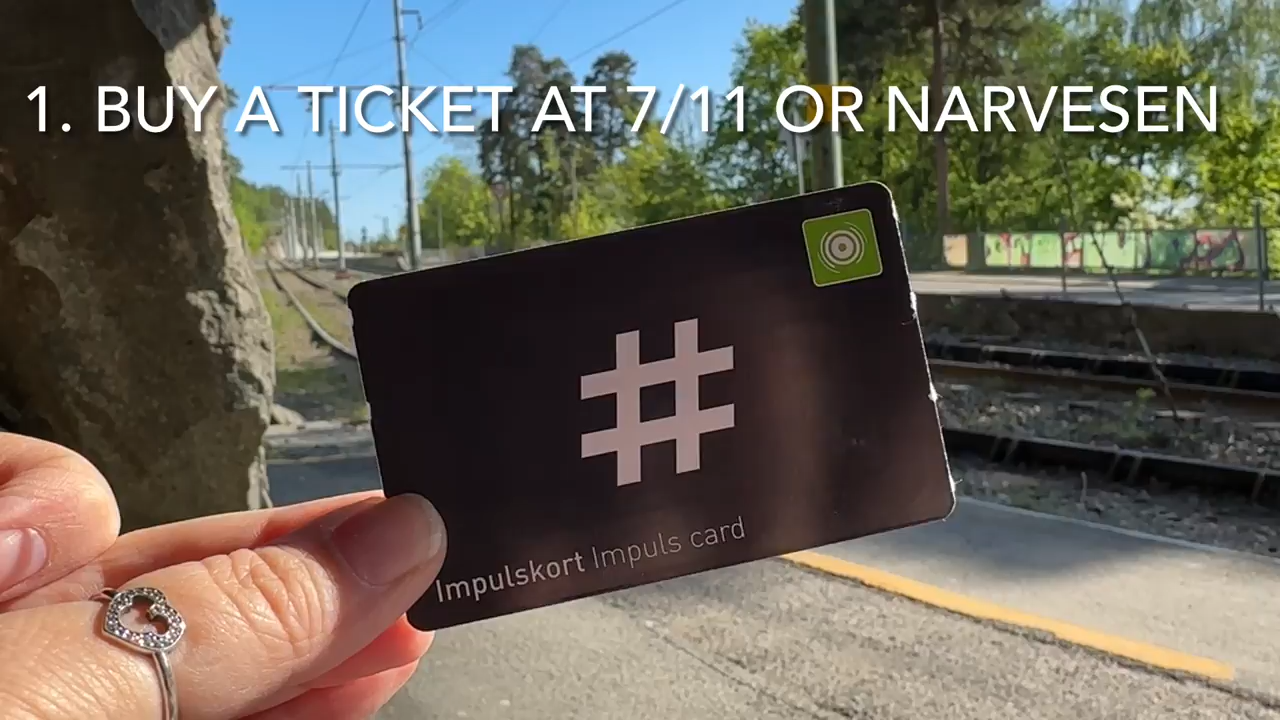 1. BUY A TICKET AT 7/11 OR NARVESEN
#
Impulskort Impuls card